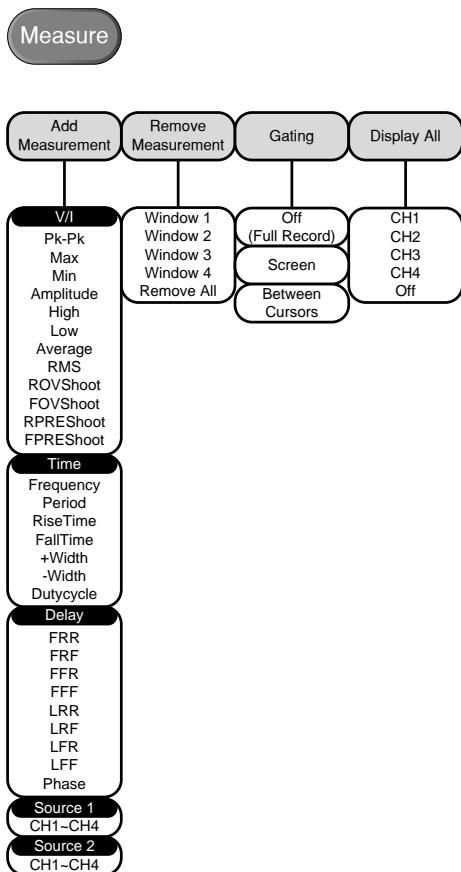 Measure
Add
Measurement
Remove
Measurement
Gating
Display All
V/I
Pk-Pk
Max
Min
Amplitude
High
Low
Average
RMS
ROVShoot
FOVShoot
RPREShoot
FPREShoot
Time
Frequency
Period
RiseTime
FallTime
+Width
-Width
Dutycycle
Delay
FRR
FRF
FFR
FFF
LRR
LRF
LFR
LFF
Phase
Source 1
CH1~CH4
Source 2
CH1~CH4
Window 1
Window 2
Window 3
Window 4
Remove All
Off
(Full Record)
Screen
Between
Cursors
CH1
CH2
CH3
CH4
Off